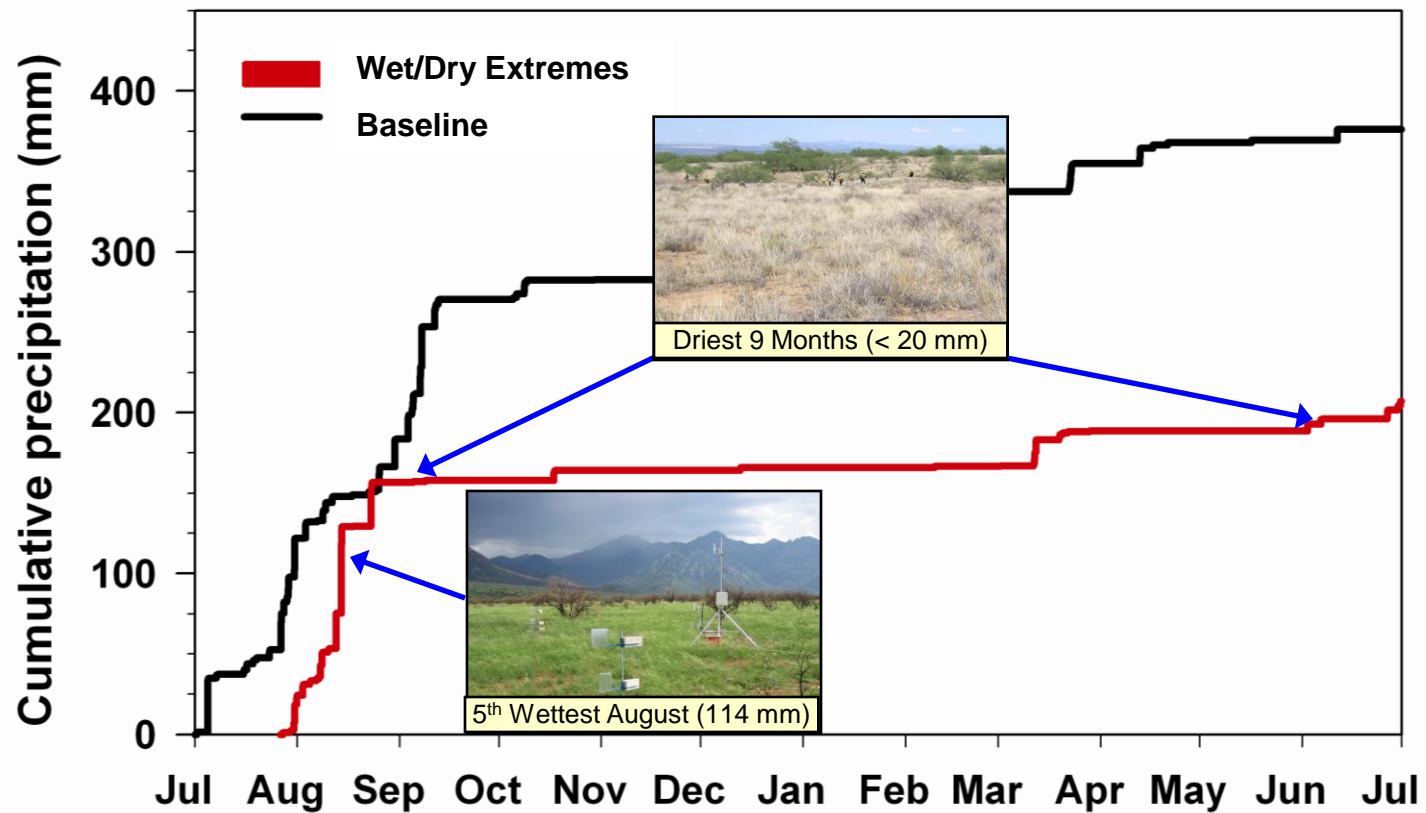 Cumulative precipitation (mm)
400
300
200
100
0
Wet/Dry Extremes
Baseline
Driest 9 Months (< 20 mm)
5th Wettest August (114 mm)
Jul Aug Sep Oct Nov Dec Jan Feb Mar Apr May Jun Jul